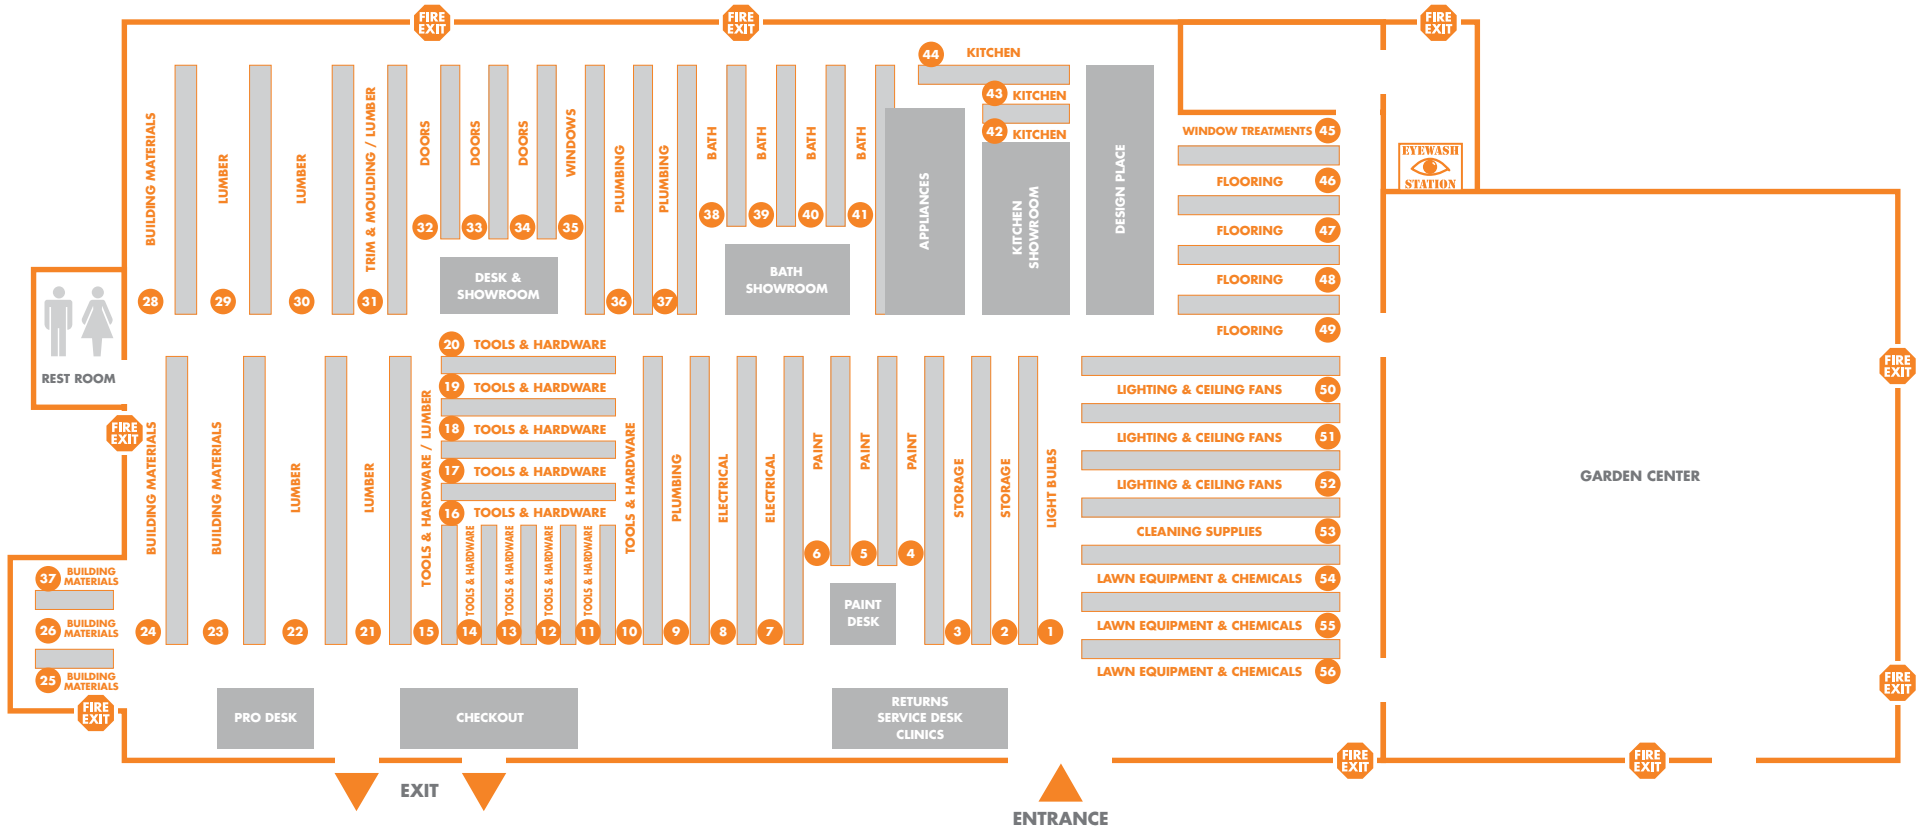 FIRE
EXIT
FIRE
EXIT
FIRE
EXIT
44 KITCHEN
43 KITCHEN
42 KITCHEN
BUILDING MATERIALS
28
LUMBER
29
LUMBER
30
TRIM & MOULDING / LUMBER
31
DOORS
32
DOORS
33
DOORS
34
WINDOWS
35
PLUMBING
36
PLUMBING
37
BATH
38
BATH
39
BATH
40
BATH
41
DESK &
SHOWROOM
BATH
SHOWROOM
APPLIANCES
KITCHEN
SHOWROOM
DESIGN PLACE
WINDOW TREATMENTS 45
FLOORING 46
FLOORING 47
FLOORING 48
FLOORING 49
EYEWASH
STATION
REST ROOM
FIRE
EXIT
20 TOOLS & HARDWARE
19 TOOLS & HARDWARE
18 TOOLS & HARDWARE
17 TOOLS & HARDWARE
16 TOOLS & HARDWARE
BUILDING MATERIALS
24
BUILDING MATERIALS
23
LUMBER
22
LUMBER
21
TOOLS & HARDWARE / LUMBER
15
TOOLS & HARDWARE
14
TOOLS & HARDWARE
13
TOOLS & HARDWARE
12
TOOLS & HARDWARE
11
TOOLS & HARDWARE
10
PLUMBING
9
ELECTRICAL
8
ELECTRICAL
7
PAINT
6
PAINT
5
PAINT
4
PAINT
DESK
STORAGE
3
STORAGE
2
LIGHT BULBS
1
LIGHTING & CEILING FANS 50
LIGHTING & CEILING FANS 51
LIGHTING & CEILING FANS 52
CLEANING SUPPLIES 53
LAWN EQUIPMENT & CHEMICALS 54
LAWN EQUIPMENT & CHEMICALS 55
LAWN EQUIPMENT & CHEMICALS 56
GARDEN CENTER
FIRE
EXIT
FIRE
EXIT
37 BUILDING
MATERIALS
26 BUILDING
MATERIALS
25 BUILDING
MATERIALS
FIRE
EXIT
PRO DESK
CHECKOUT
RETURNS
SERVICE DESK
CLINICS
FIRE
EXIT
FIRE
EXIT
EXIT
ENTRANCE